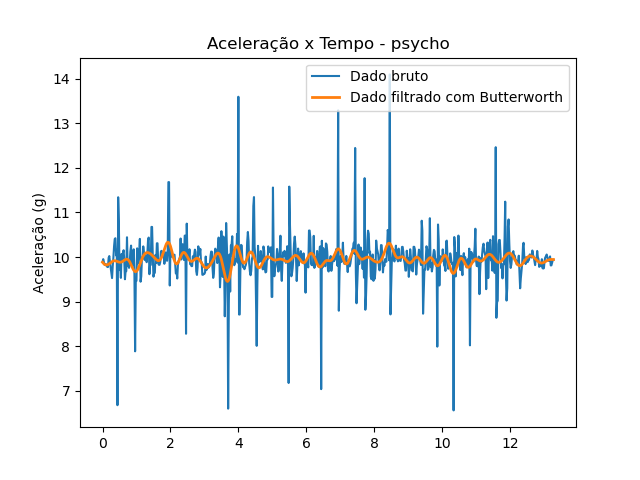 Aceleração x Tempo - psycho
Dado bruto
Dado filtrado com Butterworth
Aceleração (g)
14
13
12
11
10
9
8
7
0 2 4 6 8 10 12